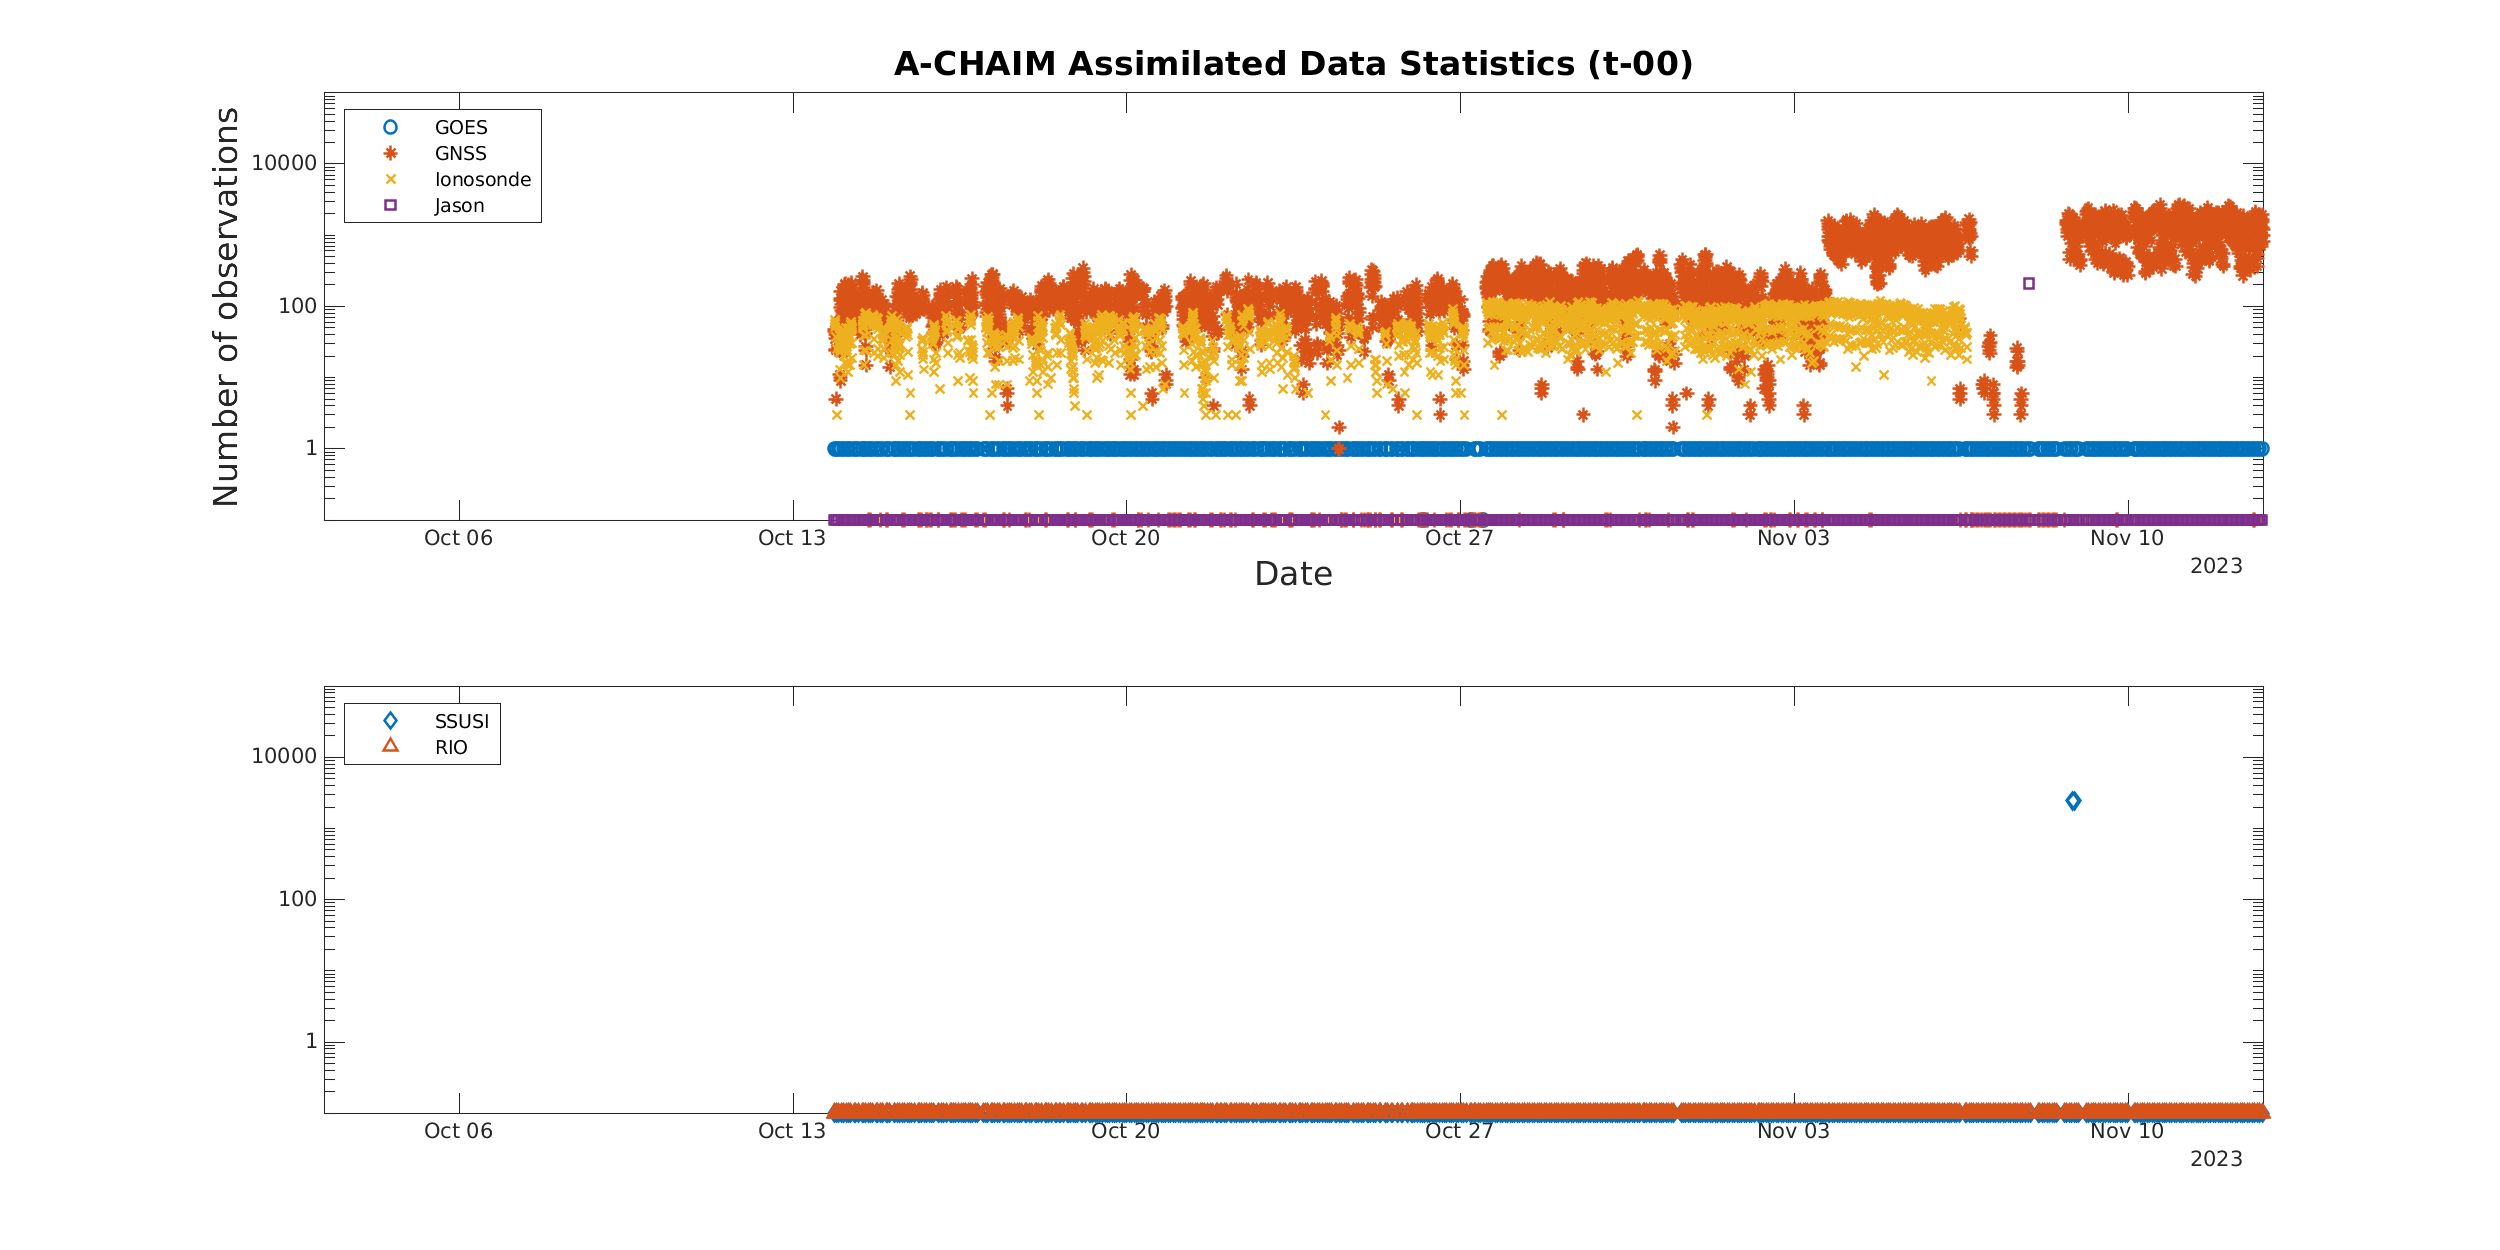 A-CHAIM Assimilated Data Statistics (t-00)
Number of observations
10000
100
1
GOES
GNSS
Ionosonde
Jason
Oct 06
Oct 13
Oct 20
Oct 27
Nov 03
Nov 10
2023
Date
10000
100
1
SSUSI
RIO
Oct 06
Oct 13
Oct 20
Oct 27
Nov 03
Nov 10
2023